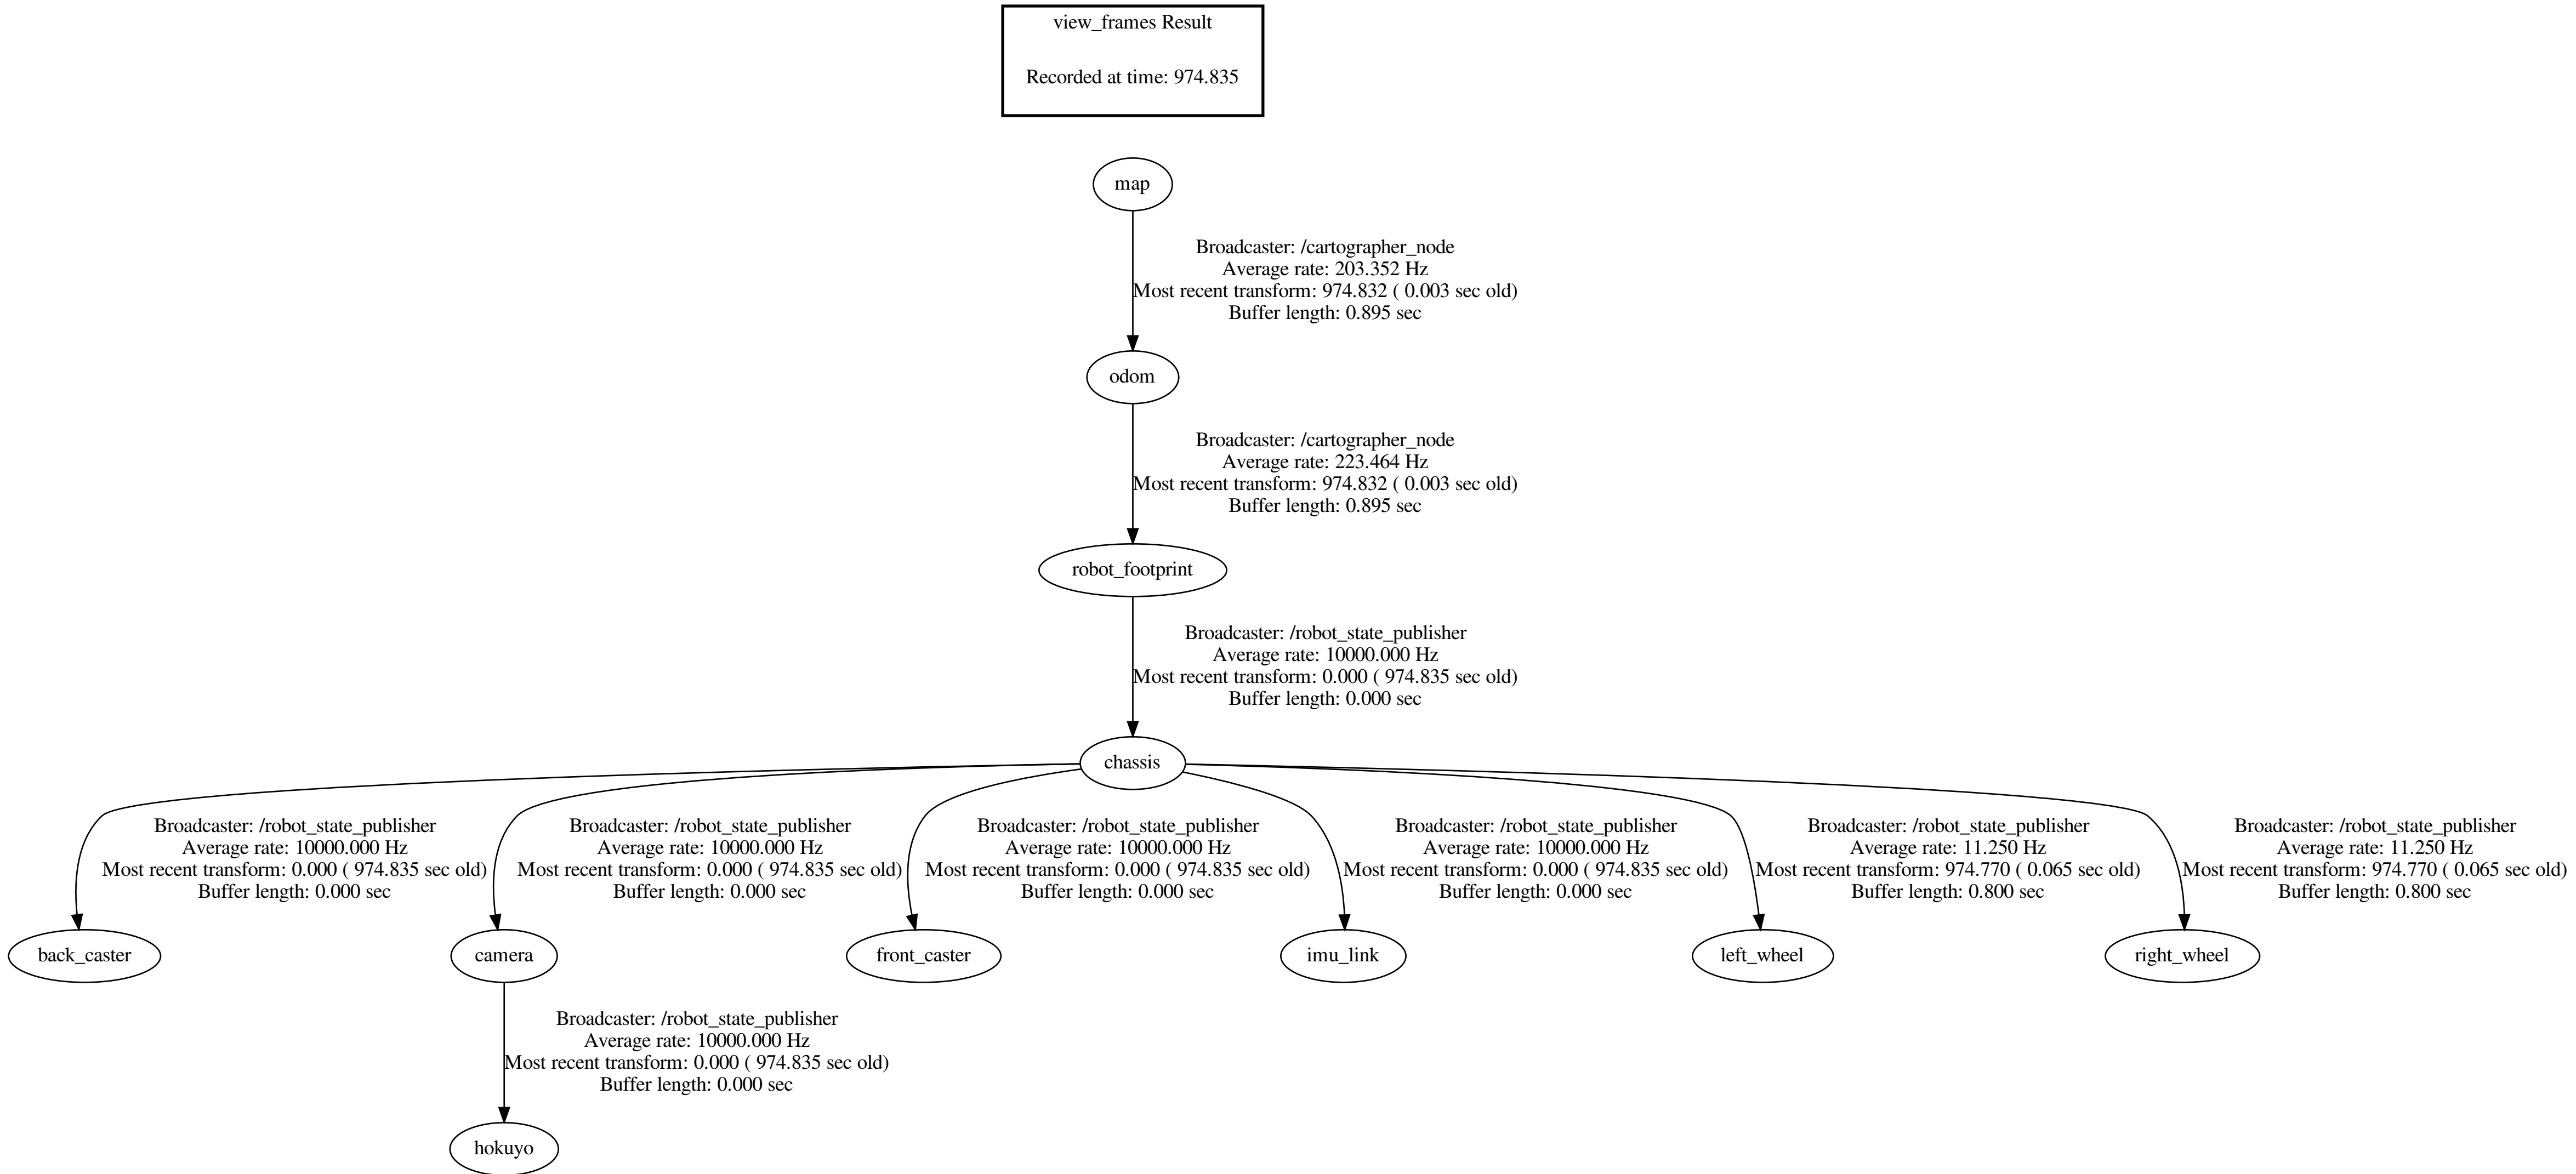 view_frames Result
Recorded at time: 974.835
map
Broadcaster: /cartographer_node
Average rate: 203.352 Hz
Most recent transform: 974.832 ( 0.003 sec old)
Buffer length: 0.895 sec
odom
Broadcaster: /cartographer_node
Average rate: 223.464 Hz
Most recent transform: 974.832 ( 0.003 sec old)
Buffer length: 0.895 sec
robot_footprint
Broadcaster: /robot_state_publisher
Average rate: 10000.000 Hz
Most recent transform: 0.000 ( 974.835 sec old)
Buffer length: 0.000 sec
chassis
Broadcaster: /robot_state_publisher
Average rate: 10000.000 Hz
Most recent transform: 0.000 ( 974.835 sec old)
Buffer length: 0.000 sec
Broadcaster: /robot_state_publisher
Average rate: 10000.000 Hz
Most recent transform: 0.000 ( 974.835 sec old)
Buffer length: 0.000 sec
Broadcaster: /robot_state_publisher
Average rate: 10000.000 Hz
Most recent transform: 0.000 ( 974.835 sec old)
Buffer length: 0.000 sec
Broadcaster: /robot_state_publisher
Average rate: 10000.000 Hz
Most recent transform: 0.000 ( 974.835 sec old)
Buffer length: 0.000 sec
Broadcaster: /robot_state_publisher
Average rate: 11.250 Hz
Most recent transform: 974.770 ( 0.065 sec old)
Buffer length: 0.800 sec
Broadcaster: /robot_state_publisher
Average rate: 11.250 Hz
Most recent transform: 974.770 ( 0.065 sec old)
Buffer length: 0.800 sec
back_caster
camera
front_caster
imu_link
left_wheel
right_wheel
Broadcaster: /robot_state_publisher
Average rate: 10000.000 Hz
Most recent transform: 0.000 ( 974.835 sec old)
Buffer length: 0.000 sec
hokuyo